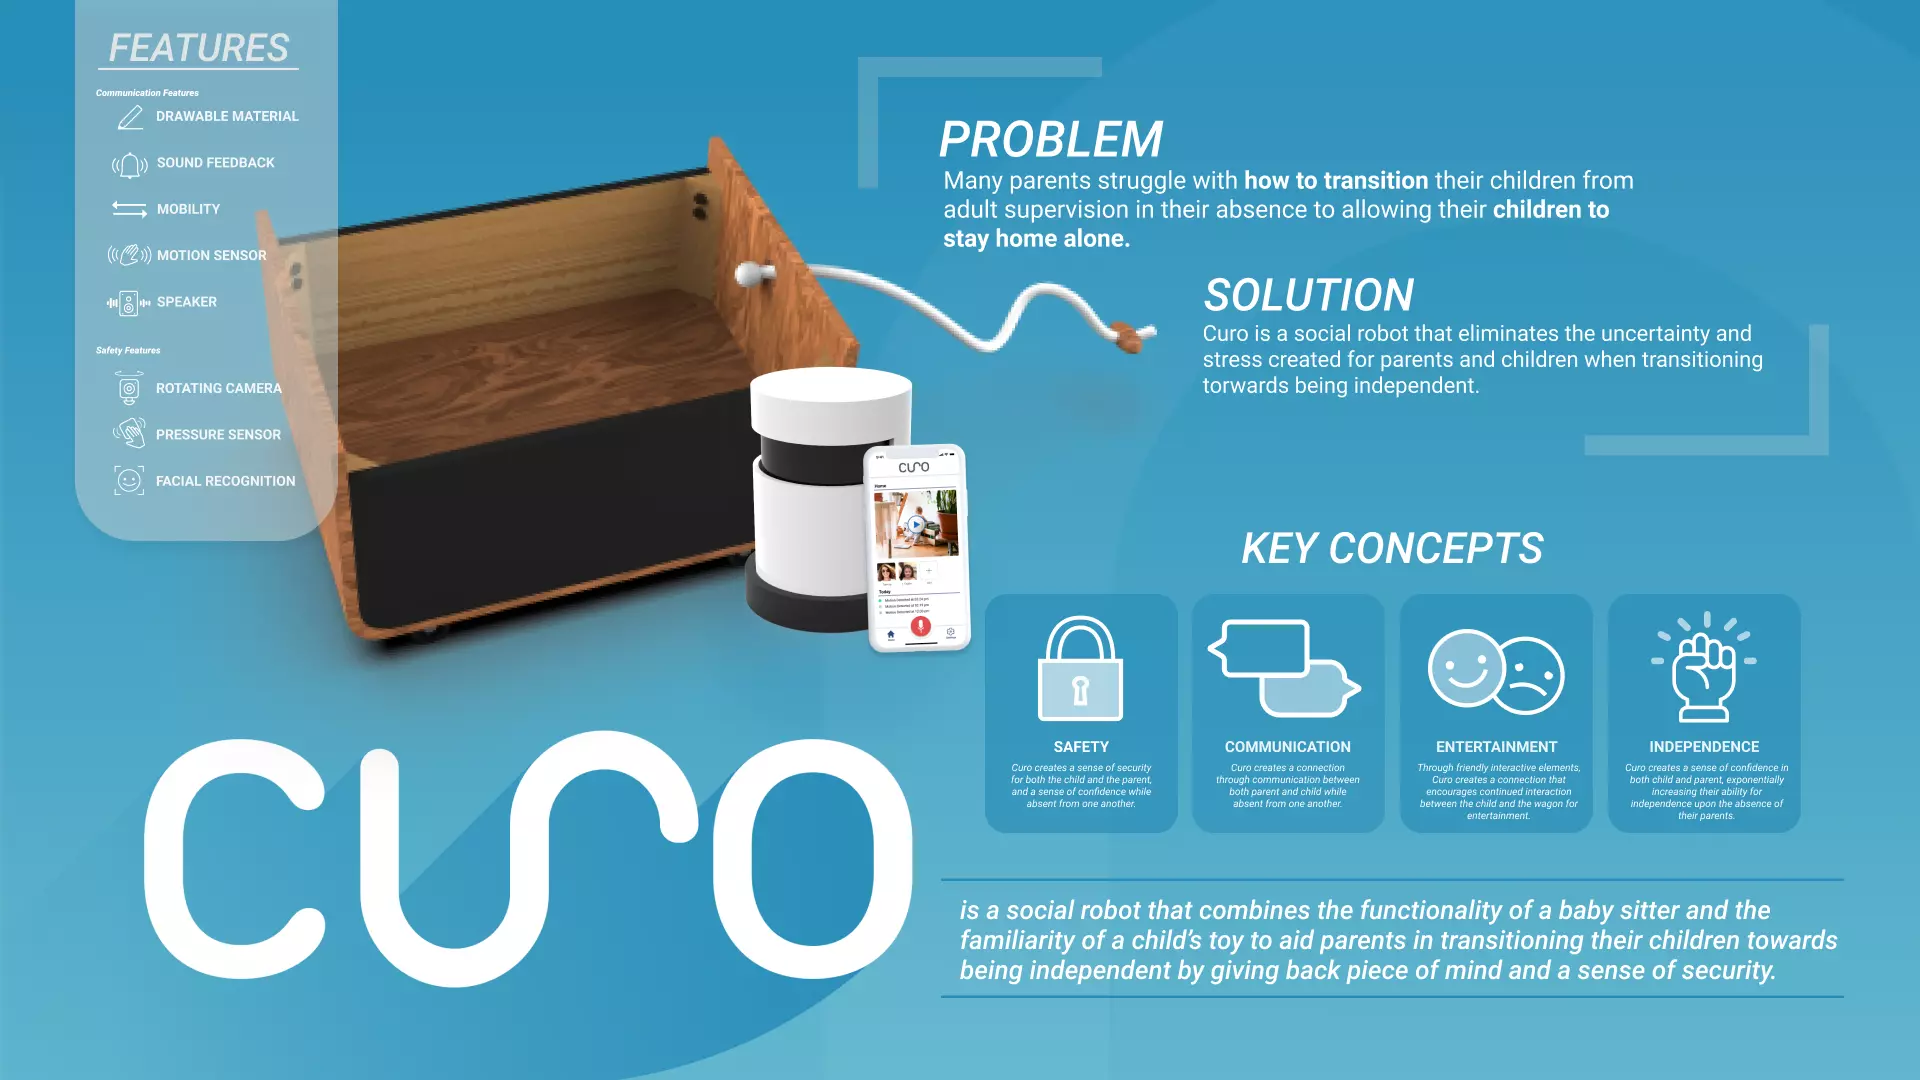 FEATURES
Communication Features
DRAWABLE MATERIAL
SOUND FEEDBACK
MOBILITY
MOTION SENSOR
SPEAKER
Safety Features
ROTATING CAMERA
PRESSURE SENSOR
FACIAL RECOGNITION
PROBLEM
Many parents struggle with how to transition their children from
adult supervision in their absence to allowing their children to
stay home alone.
SOLUTION
Curo is a social robot that eliminates the uncertainty and
stress created for parents and children when transitioning
torwards being independent.
curo
Home
Today
KEY CONCEPTS
SAFETY
Curo creates a sense of security
for both the child and the parent,
and a sense of confidence while
absent from one another.
COMMUNICATION
Curo creates a connection
through communication between
both parent and child while
absent from one another.
ENTERTAINMENT
Through friendly interactive elements,
Curo creates a connection that
encourages continued interaction
between the child and the wagon for
entertainment.
INDEPENDENCE
Curo creates a sense of confidence in
both child and parent, exponentially
increasing their ability for
independence upon the absence of
their parents.
curo
is a social robot that combines the functionality of a baby sitter and the
familiarity of a child's toy to aid parents in transitioning their children towards
being independent by giving back piece of mind and a sense of security.